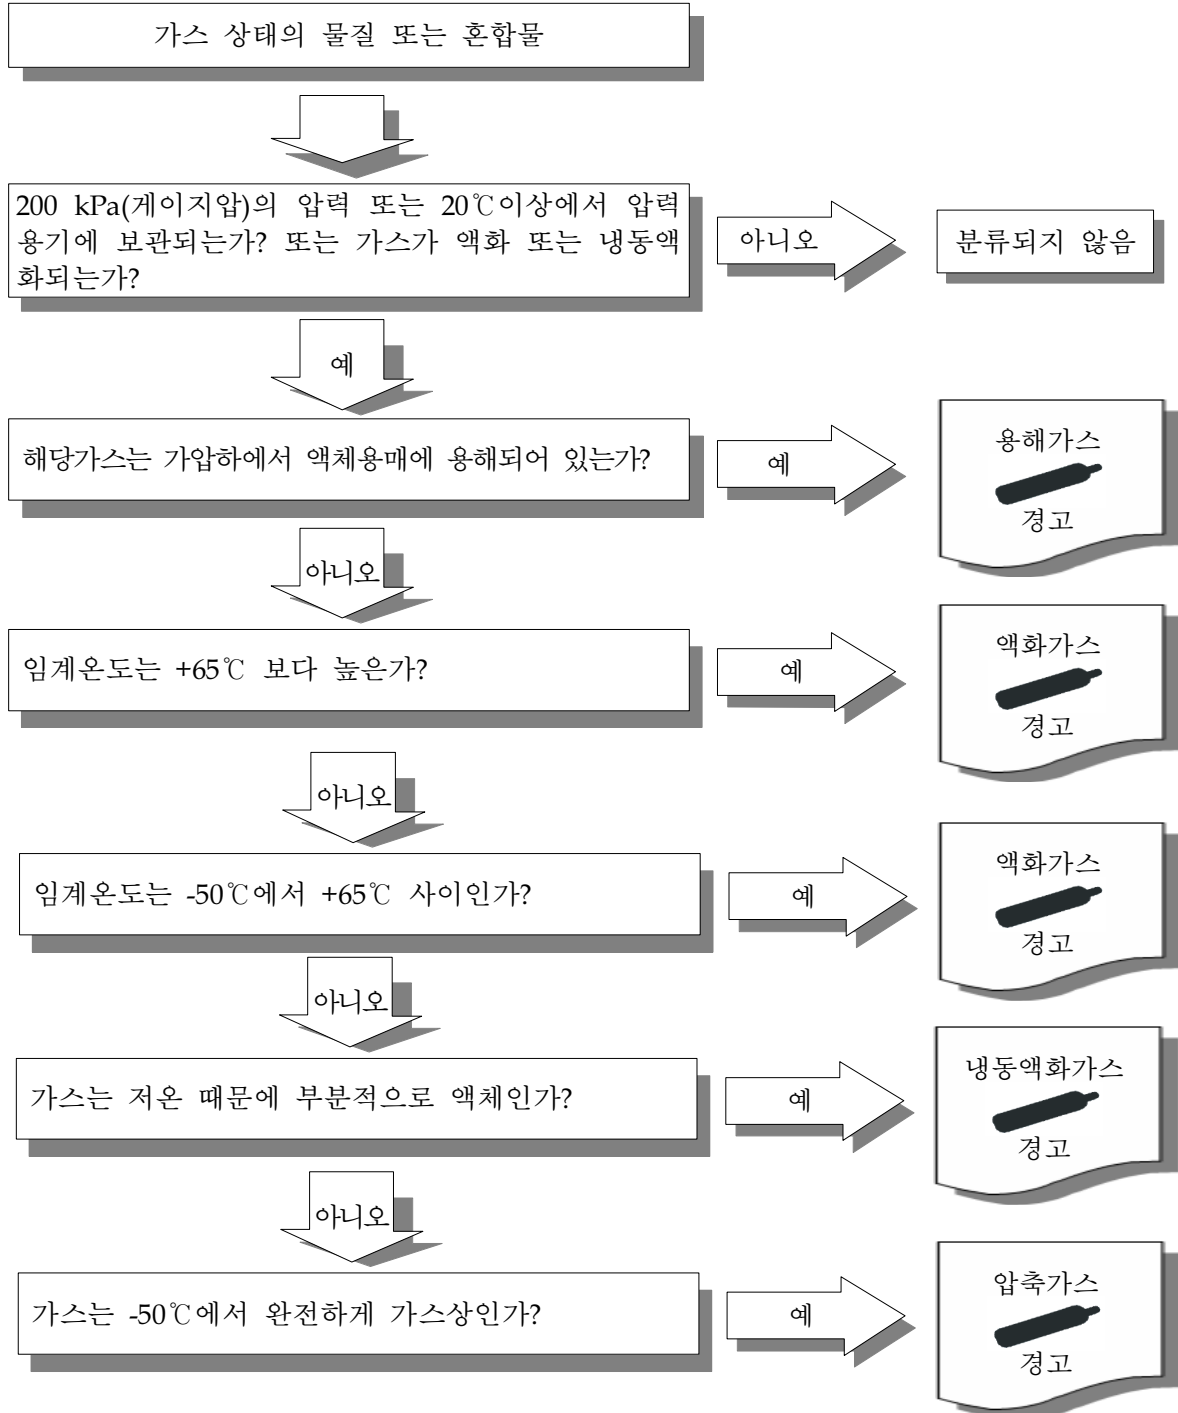 가스 상태의 물질 또는 혼합물
200 kPa(게이지압)의 압력 또는 20℃이상에서 압력
용기에 보관되는가? 또는 가스가 액화 또는 냉동액
화되는가?
아니오
분류되지 않음
예
해당가스는 가압하에서 액체용매에 용해되어 있는가?
예
용해가스
경고
아니오
임계온도는 +65℃ 보다 높은가?
예
액화가스
경고
아니오
임계온도는 -50℃에서 +65℃ 사이인가?
예
액화가스
경고
아니오
가스는 저온 때문에 부분적으로 액체인가?
예
냉동액화가스
경고
아니오
가스는 -50℃에서 완전하게 가스상인가?
예
압축가스
경고